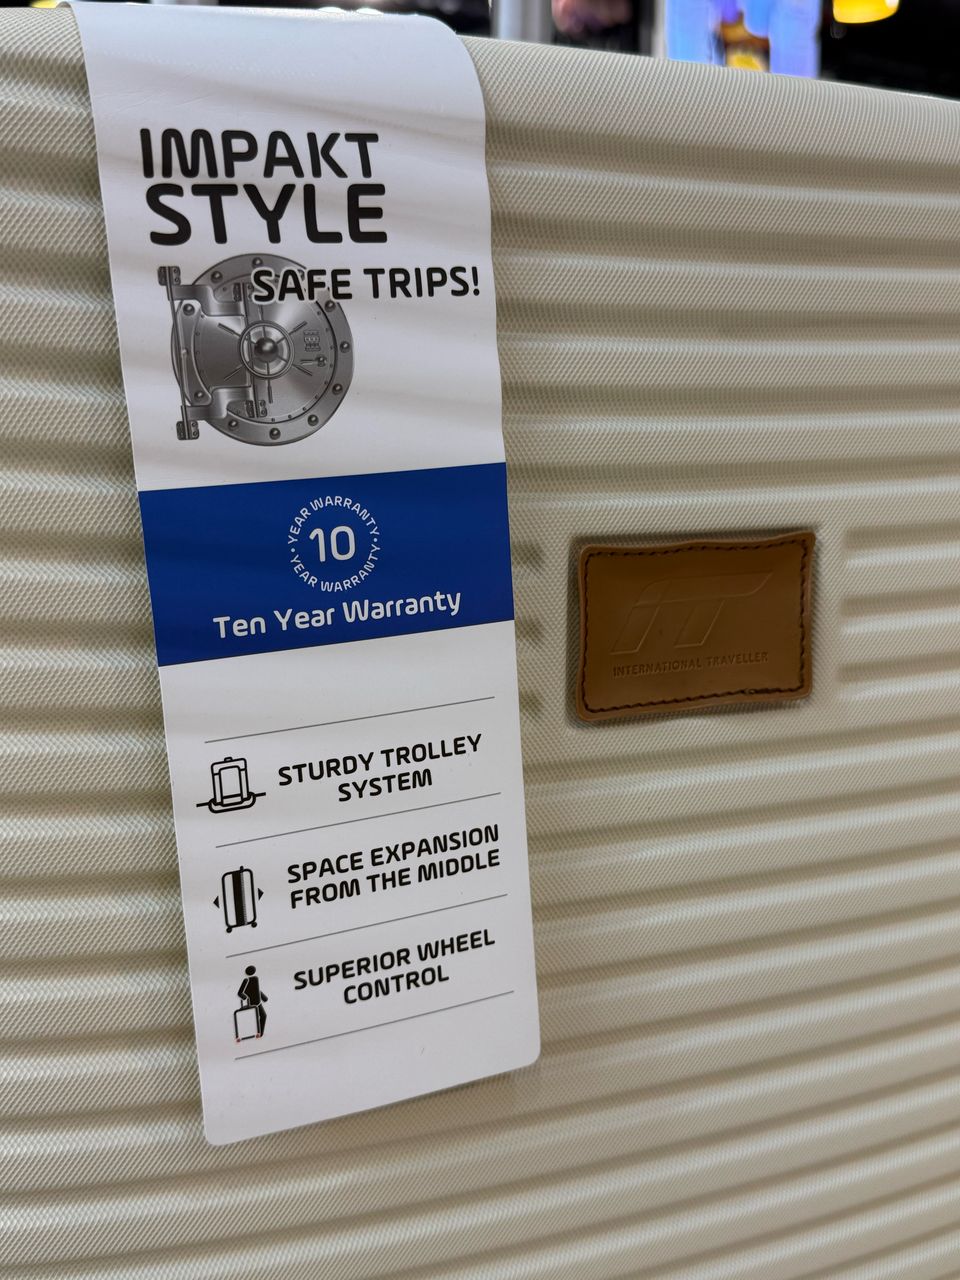 IMPAKT
STYLE
SAFE TRIPS!
YEAR WARRANTY
10
YEAR WARRANTY
Ten Year Warranty
STURDY TROLLEY
SYSTEM
SPACE EXPANSION
FROM THE MIDDLE
SUPERIOR WHEEL
CONTROL
IT
INTERNATIONAL TRAVELLER